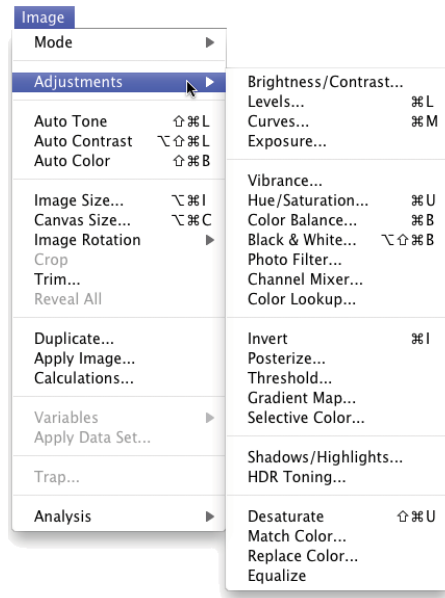 Image
Mode ▶
Adjustments ▶
Auto Tone ⇧⌘L
Auto Contrast ⌥⇧⌘L
Auto Color ⇧⌘B
Image Size... ⌥⌘I
Canvas Size... ⌥⌘C
Image Rotation ▶
Crop
Trim...
Reveal All
Duplicate...
Apply Image...
Calculations...
Variables ▶
Apply Data Set...
Trap...
Analysis ▶
Brightness/Contrast...
Levels... ⌘L
Curves... ⌘M
Exposure...
Vibrance...
Hue/Saturation... ⌘U
Color Balance... ⌘B
Black & White... ⌥⇧⌘B
Photo Filter...
Channel Mixer...
Color Lookup...
Invert ⌘I
Posterize...
Threshold...
Gradient Map...
Selective Color...
Shadows/Highlights...
HDR Toning...
Desaturate ⇧⌘U
Match Color...
Replace Color...
Equalize